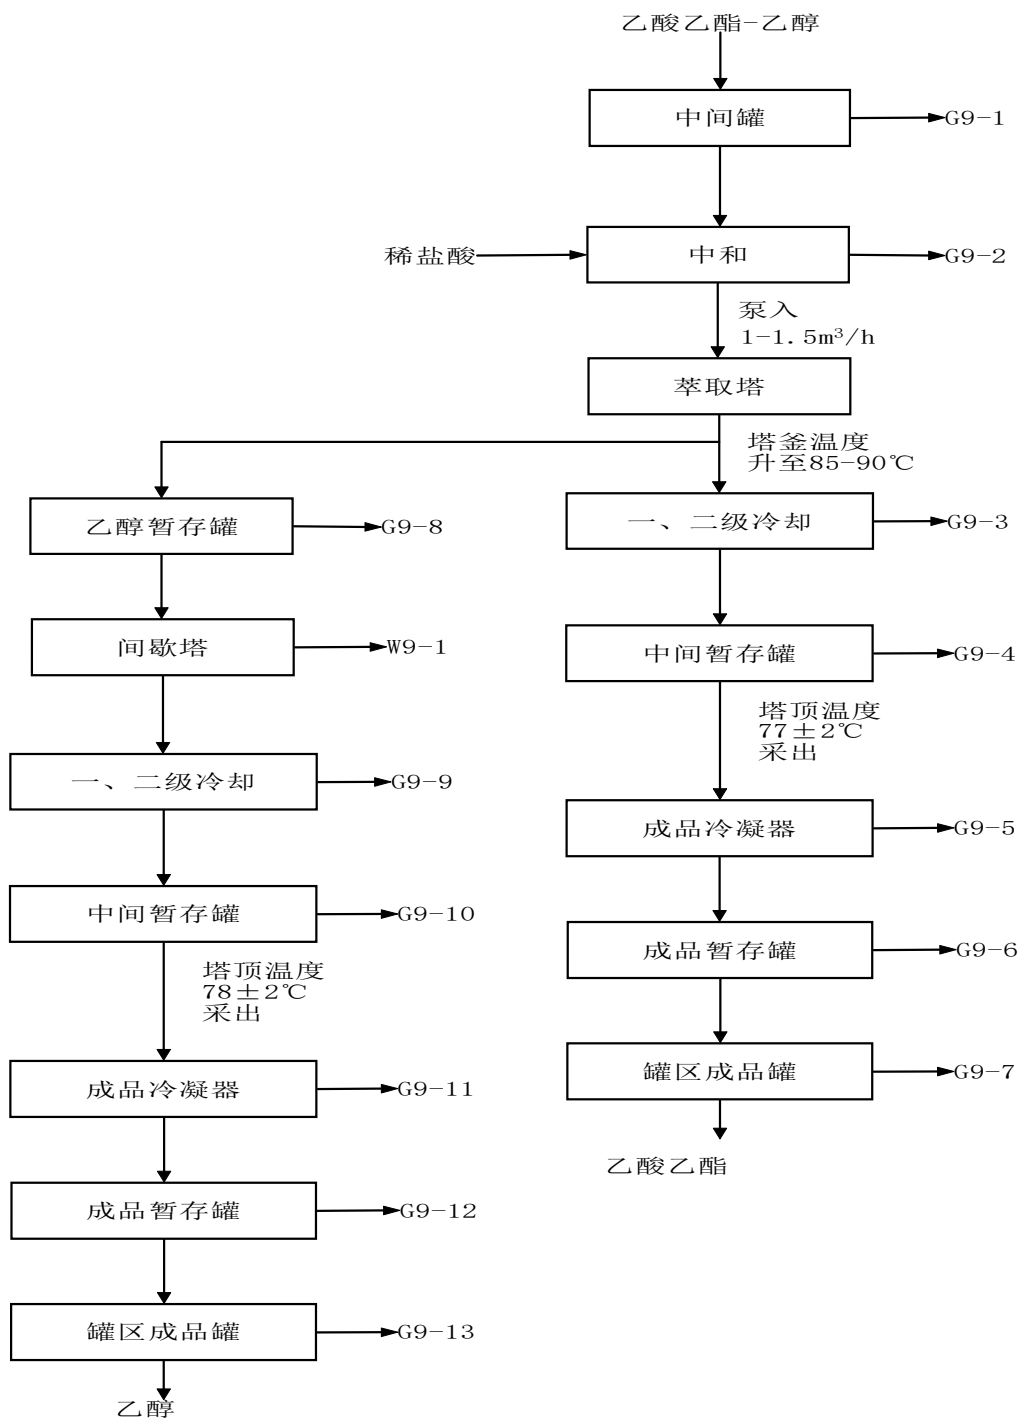 乙酸乙酯-乙醇
中间罐
G9-1
稀盐酸
中和
G9-2
泵入
1-1.5m³/h
萃取塔
塔釜温度
升至85-90℃
乙醇暂存罐
G9-8
一、二级冷却
G9-3
间歇塔
W9-1
中间暂存罐
G9-4
塔顶温度
77±2℃
采出
一、二级冷却
G9-9
成品冷凝器
G9-5
中间暂存罐
G9-10
成品暂存罐
G9-6
塔顶温度
78±2℃
采出
罐区成品罐
G9-7
成品冷凝器
G9-11
乙酸乙酯
成品暂存罐
G9-12
罐区成品罐
G9-13
乙醇